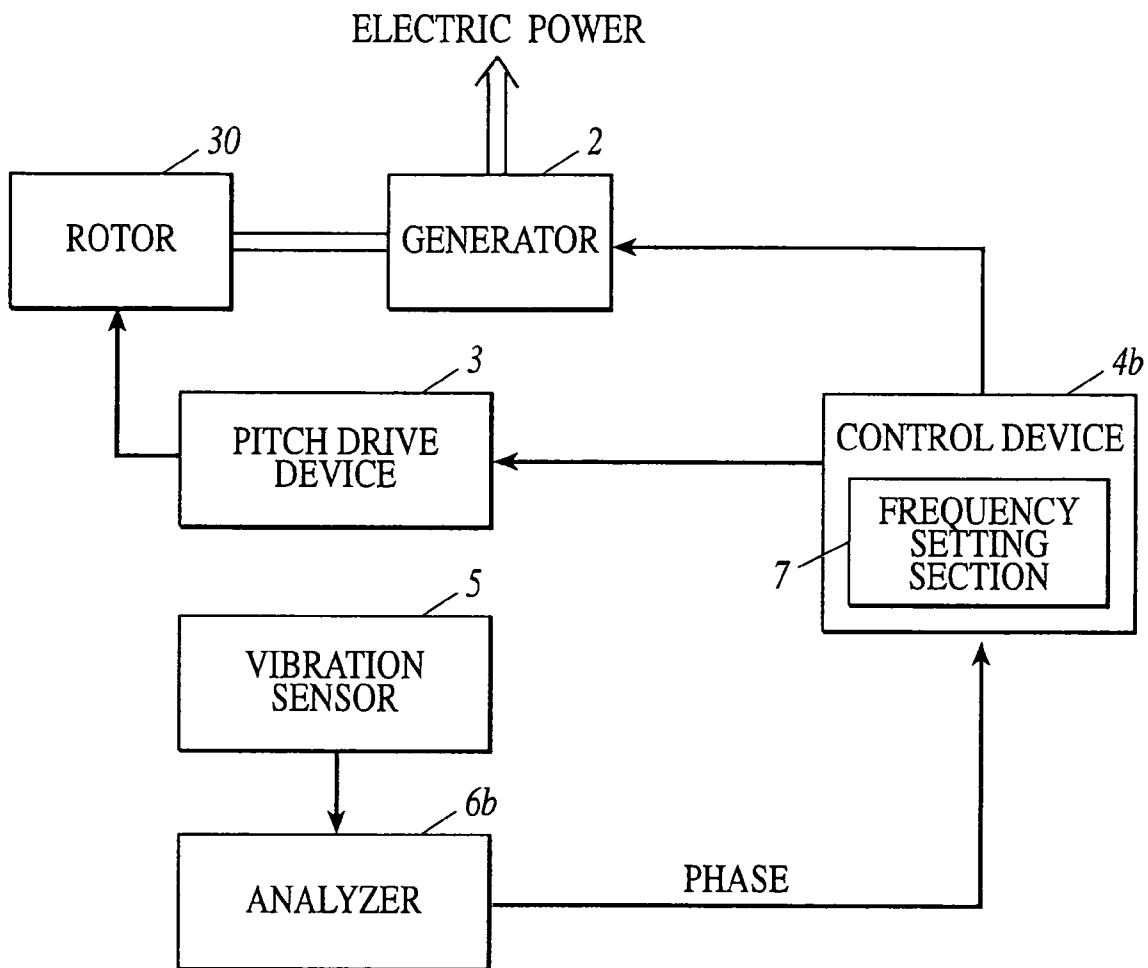 ELECTRIC POWER
30
2
ROTOR
GENERATOR
3
4b
PITCH DRIVE
DEVICE
CONTROL DEVICE
FREQUENCY
SETTING
SECTION
7
5
VIBRATION
SENSOR
6b
ANALYZER
PHASE